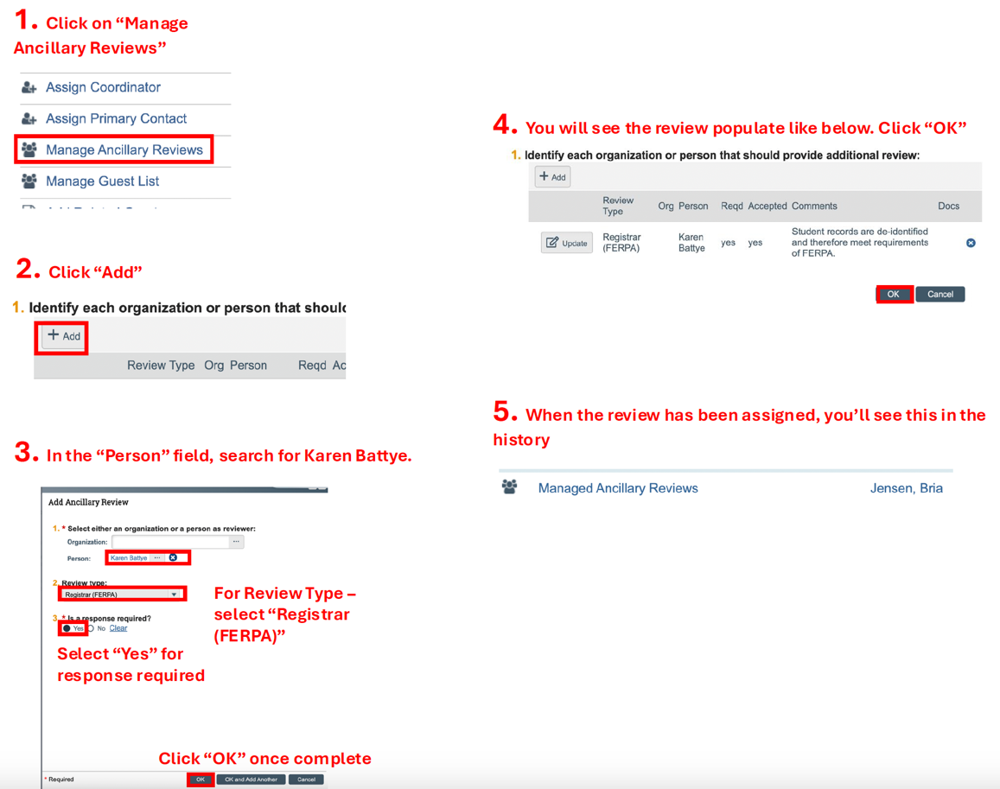 1. Click on “Manage
Ancillary Reviews”
Assign Coordinator
Assign Primary Contact
Manage Ancillary Reviews
Manage Guest List
2. Click “Add”
1. Identify each organization or person that shoul
+ Add
Review Type Org Person Reqd Ac
3. In the “Person” field, search for Karen Battye.
Add Ancillary Review
1. * Select either an organization or a person as reviewer:
Organization: ...
Person: Karen Battye ...
2. Review type:
Registrar (FERPA)
3. * Is a response required?
Yes No Clear
For Review Type –
select “Registrar
(FERPA)”
Select “Yes” for
response required
Click “OK” once complete
* Required OK OK and Add Another Cancel
4. You will see the review populate like below. Click “OK”
1. Identify each organization or person that should provide additional review:
+ Add
Review
Type Org Person Reqd Accepted Comments Docs
Update
Registrar
(FERPA)
Karen
Battye
yes yes
Student records are de-identified
and therefore meet requirements
of FERPA.
OK Cancel
5. When the review has been assigned, you’ll see this in the
history
Managed Ancillary Reviews Jensen, Bria